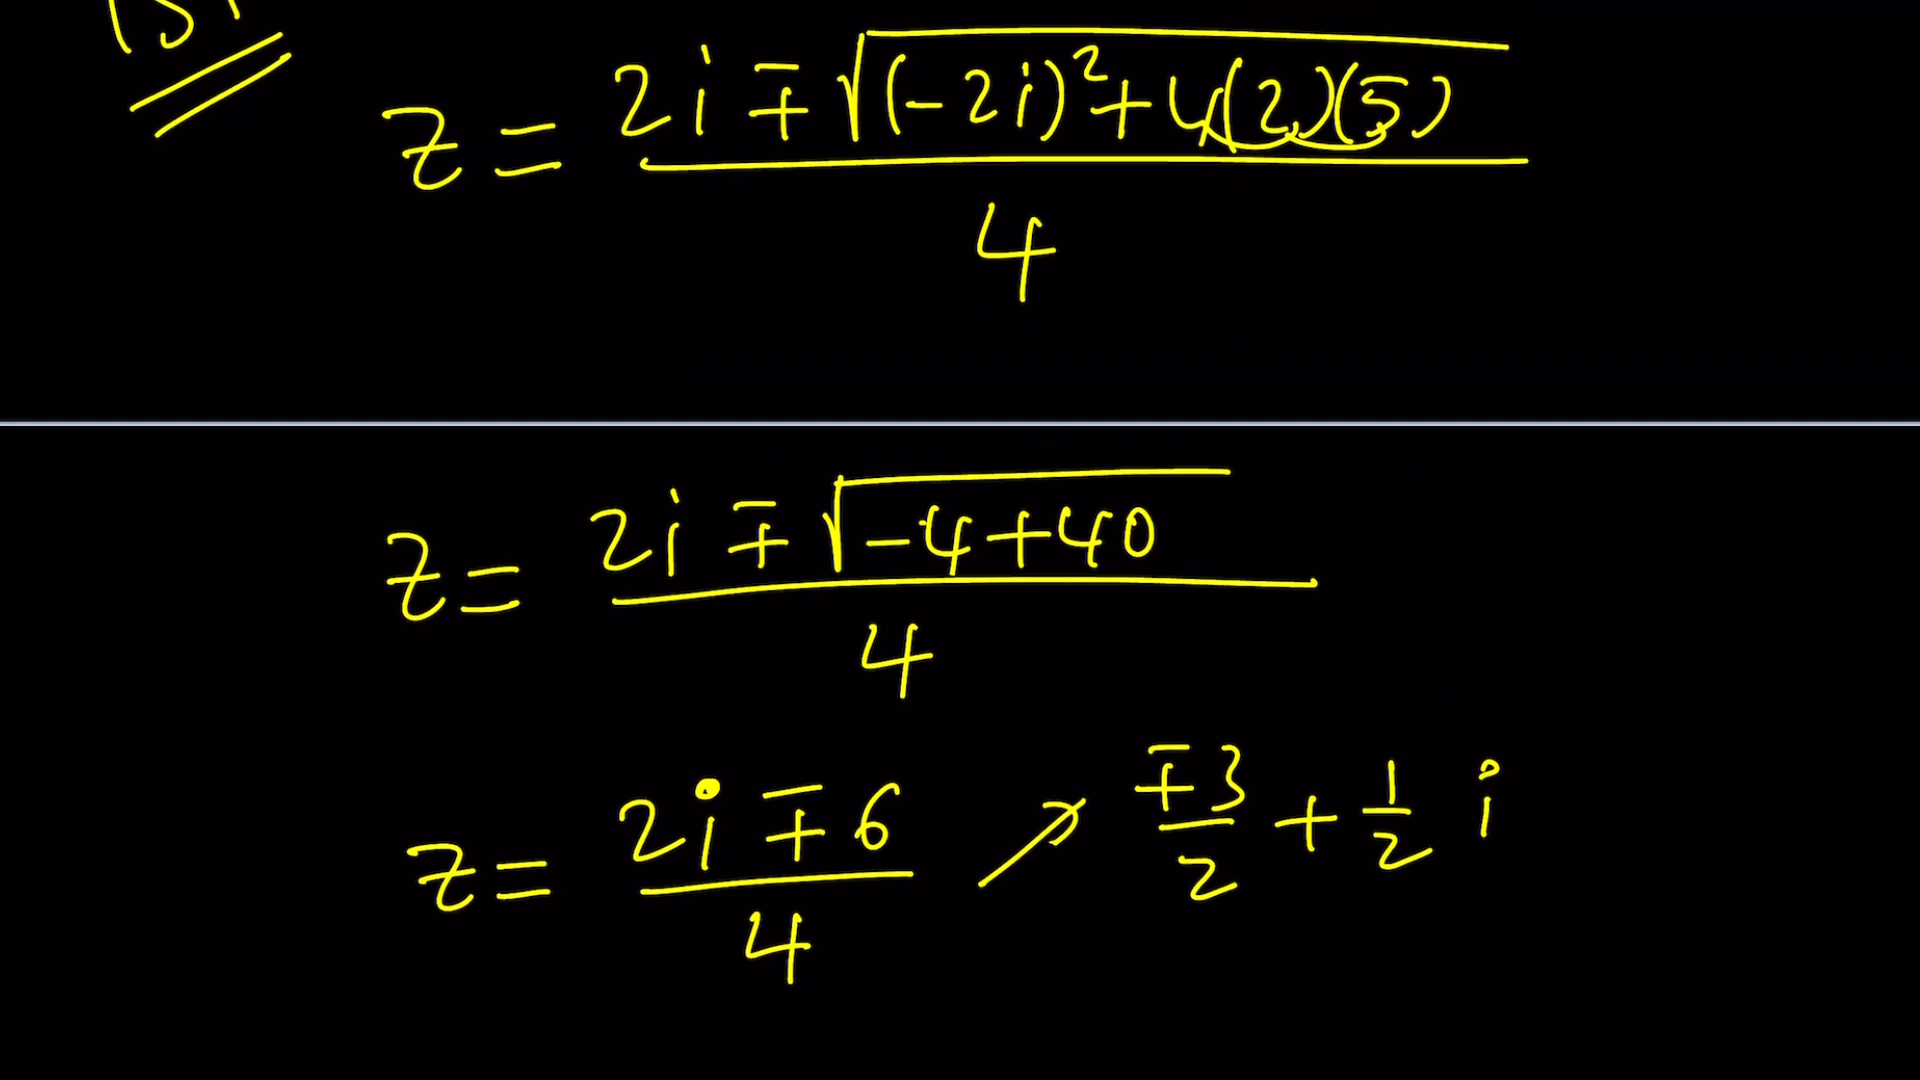 z = (2i ∓ √((-2i)² + 4(2)(5))) / 4
z = (2i ∓ √(-4+40)) / 4
z = (2i ∓ 6) / 4 ↗ ∓3/2 + 1/2 i